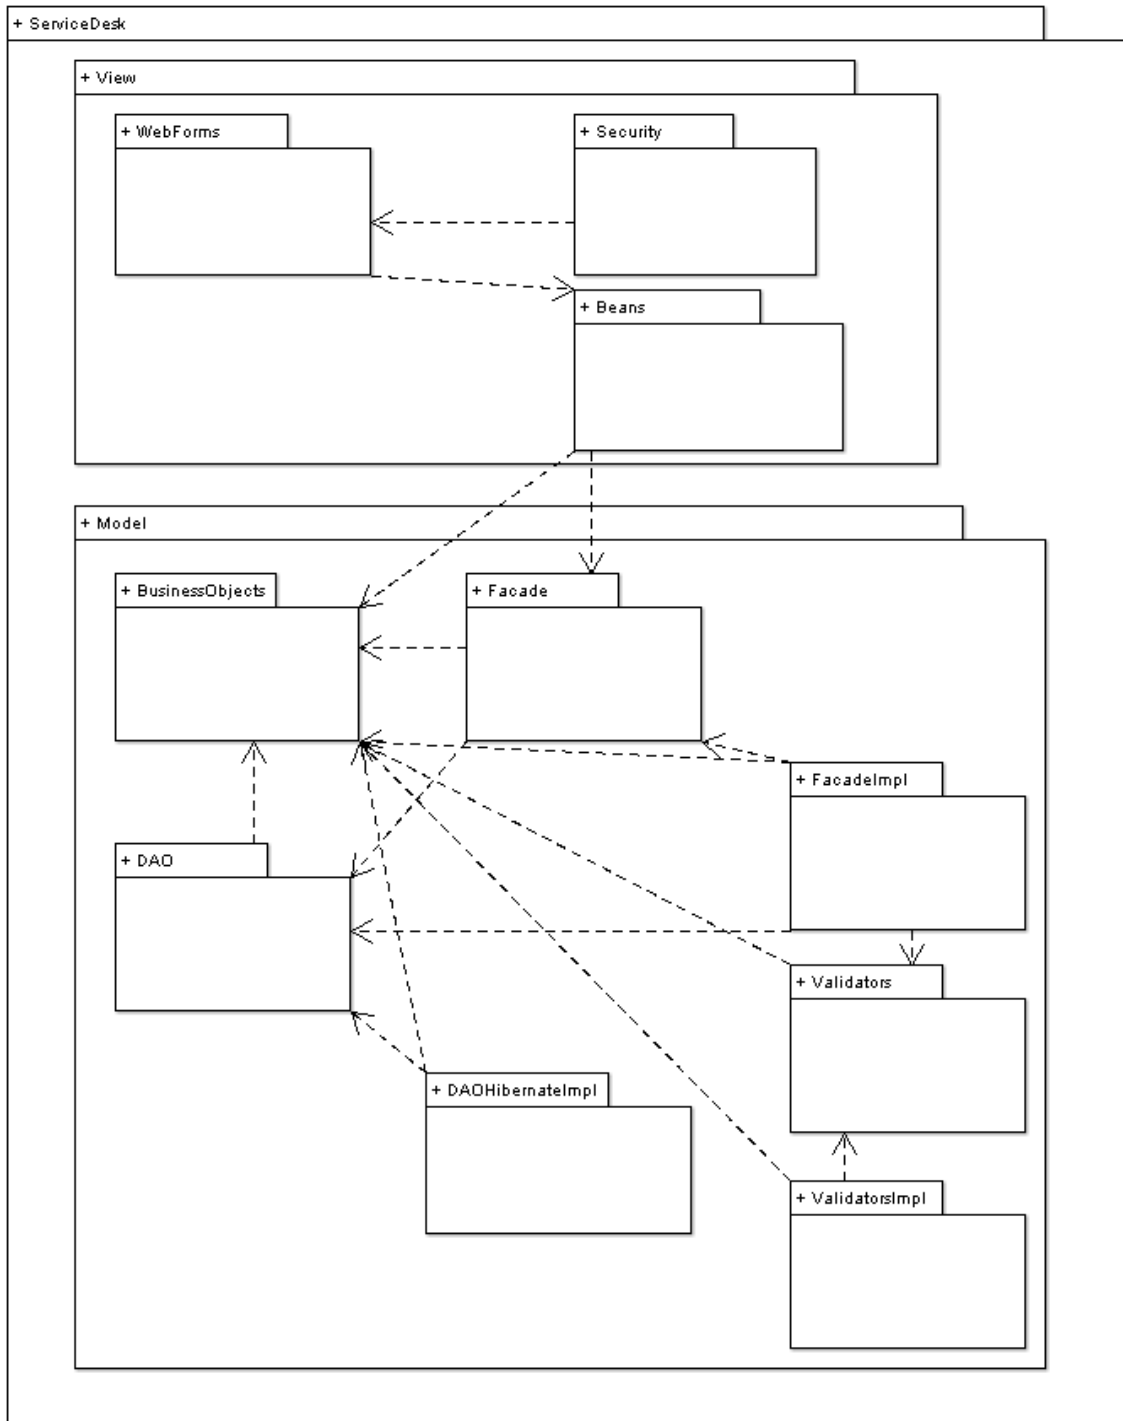 + ServiceDesk
+ View
+ WebForms
+ Security
+ Beans
+ Model
+ BusinessObjects
+ Facade
+ FacadeImpl
+ DAO
+ Validators
+ DAOHibernateImpl
+ ValidatorsImpl